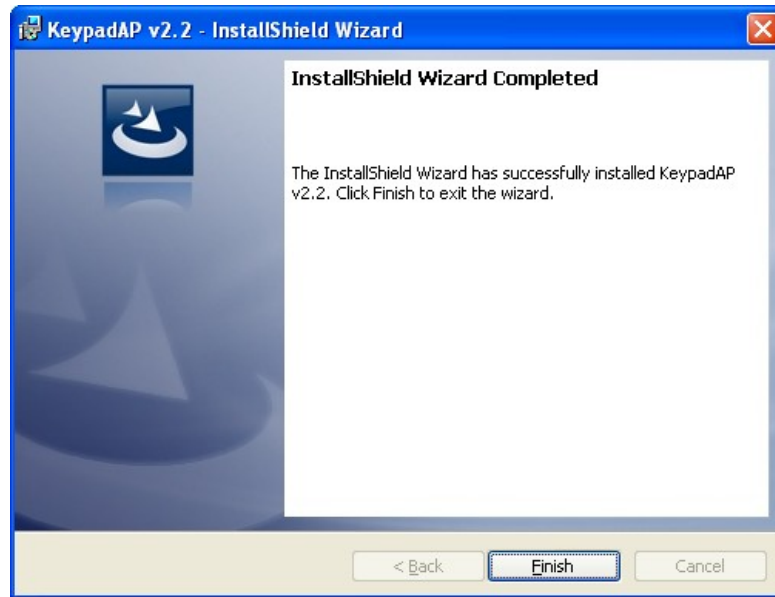 KeypadAP v2.2 - InstallShield Wizard
InstallShield Wizard Completed
The InstallShield Wizard has successfully installed KeypadAP
v2.2. Click Finish to exit the wizard.
< Back
Finish
Cancel